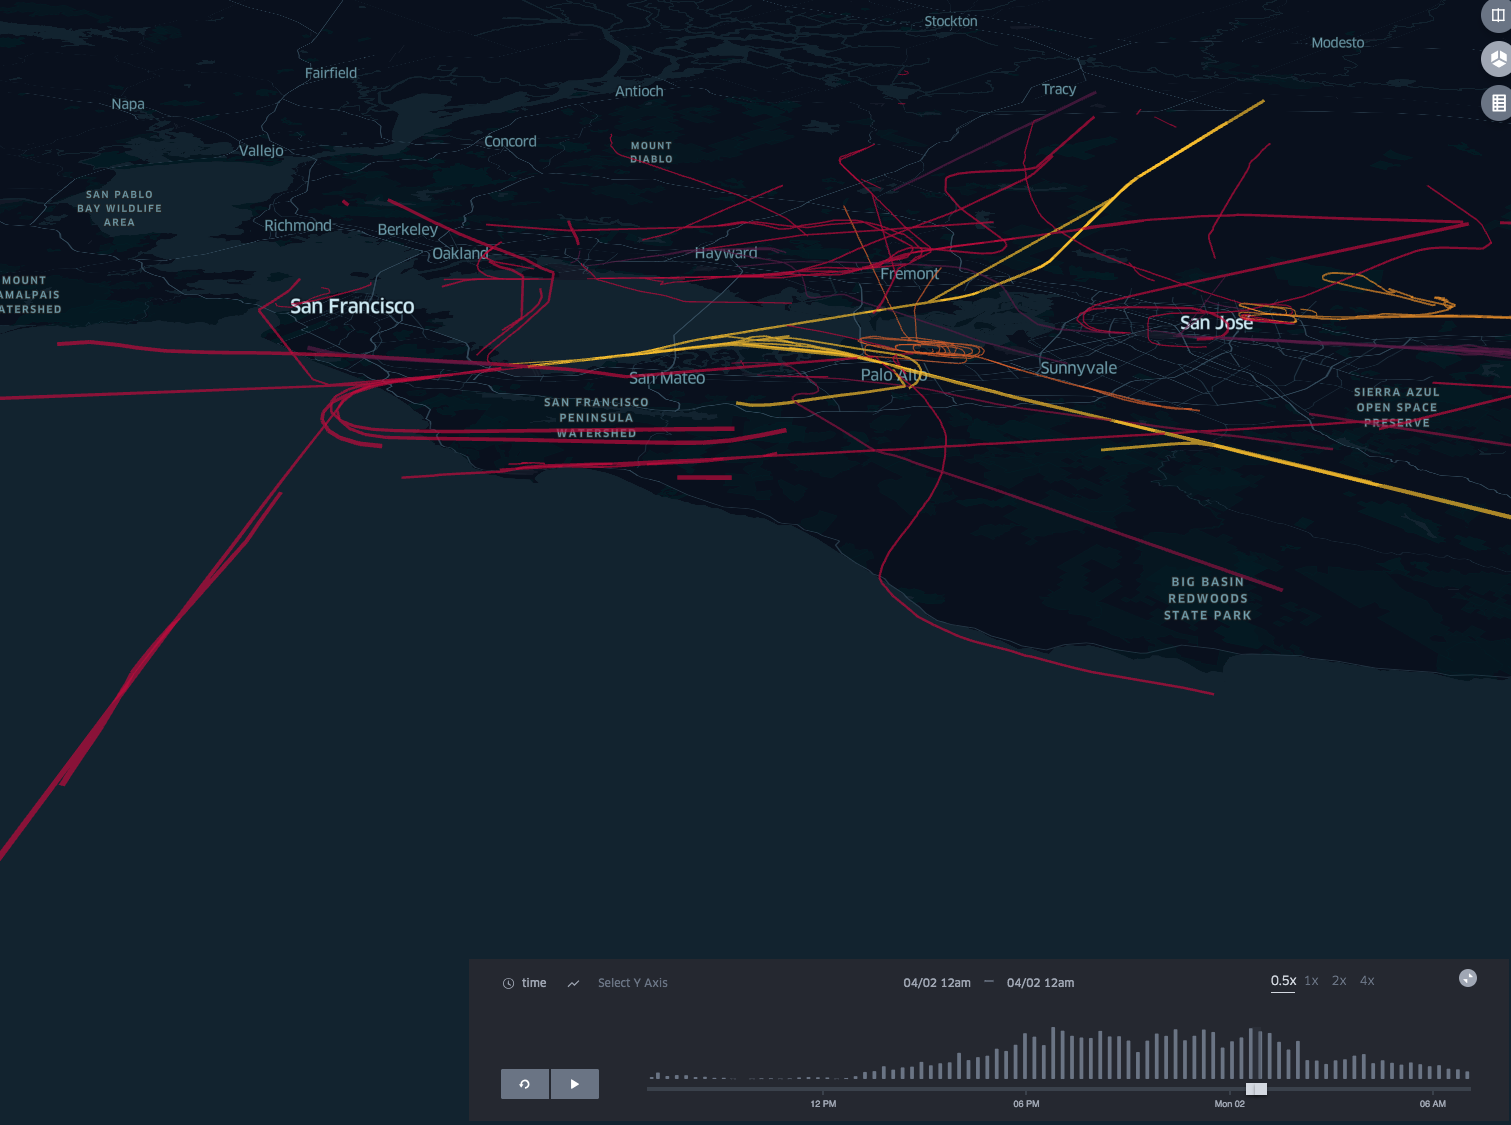 Stockton
Modesto
Fairfield
Antioch
Tracy
Napa
Concord
Vallejo
MOUNT
DIABLO
SAN PABLO
BAY WILDLIFE
AREA
Richmond
Berkeley
Oakland
Hayward
Fremont
MOUNT
AMALPAIS
ATERSHED
San Francisco
San Jose
San Mateo
Palo Alto
Sunnyvale
SAN FRANCISCO
PENINSULA
WATERSHED
SIERRA AZUL
OPEN SPACE
PRESERVE
BIG BASIN
REDWOODS
STATE PARK
time Select Y Axis 04/02 12am — 04/02 12am 0.5x 1x 2x 4x
12 PM 06 PM Mon 02 06 AM